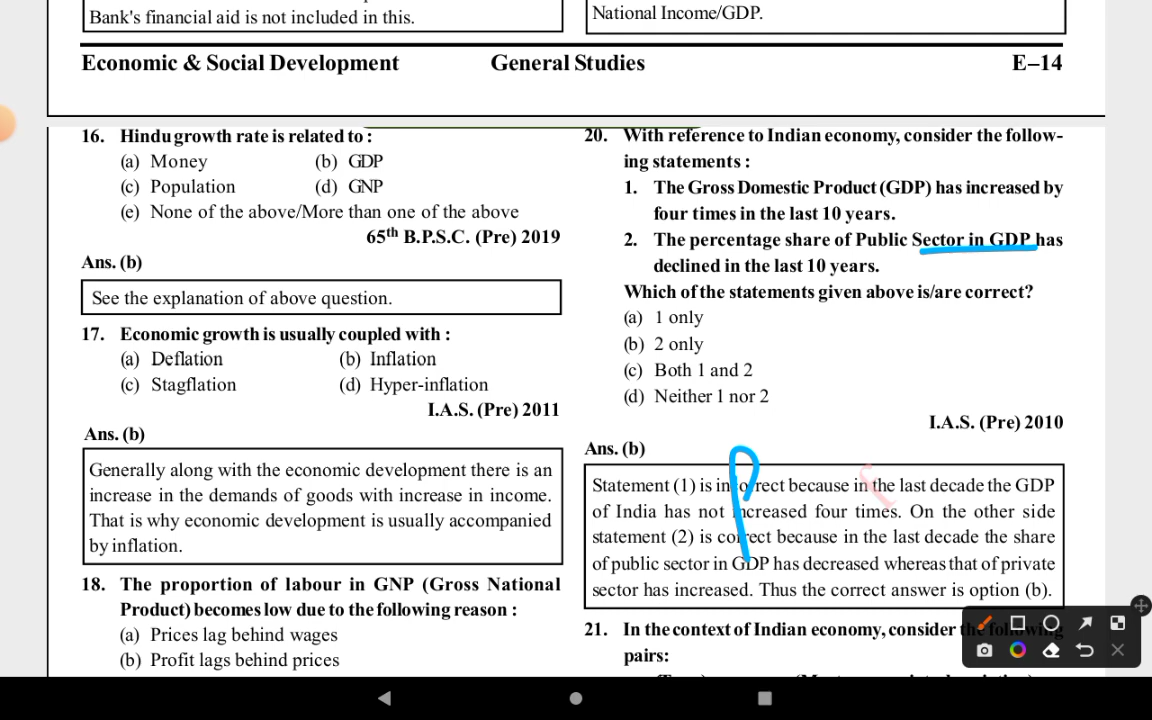 Bank's financial aid is not included in this.
National Income/GDP.
Economic & Social Development General Studies E–14
16. Hindu growth rate is related to :
(a) Money (b) GDP
(c) Population (d) GNP
(e) None of the above/More than one of the above
65th B.P.S.C. (Pre) 2019
Ans. (b)
See the explanation of above question.
17. Economic growth is usually coupled with :
(a) Deflation (b) Inflation
(c) Stagflation (d) Hyper-inflation
I.A.S. (Pre) 2011
Ans. (b)
Generally along with the economic development there is an
increase in the demands of goods with increase in income.
That is why economic development is usually accompanied
by inflation.
18. The proportion of labour in GNP (Gross National
Product) becomes low due to the following reason :
(a) Prices lag behind wages
(b) Profit lags behind prices
20. With reference to Indian economy, consider the follow-
ing statements :
1. The Gross Domestic Product (GDP) has increased by
four times in the last 10 years.
2. The percentage share of Public Sector in GDP has
declined in the last 10 years.
Which of the statements given above is/are correct?
(a) 1 only
(b) 2 only
(c) Both 1 and 2
(d) Neither 1 nor 2
I.A.S. (Pre) 2010
Ans. (b)
Statement (1) is incorrect because in the last decade the GDP
of India has not increased four times. On the other side
statement (2) is correct because in the last decade the share
of public sector in GDP has decreased whereas that of private
sector has increased. Thus the correct answer is option (b).
21. In the context of Indian economy, consider the following
pairs: